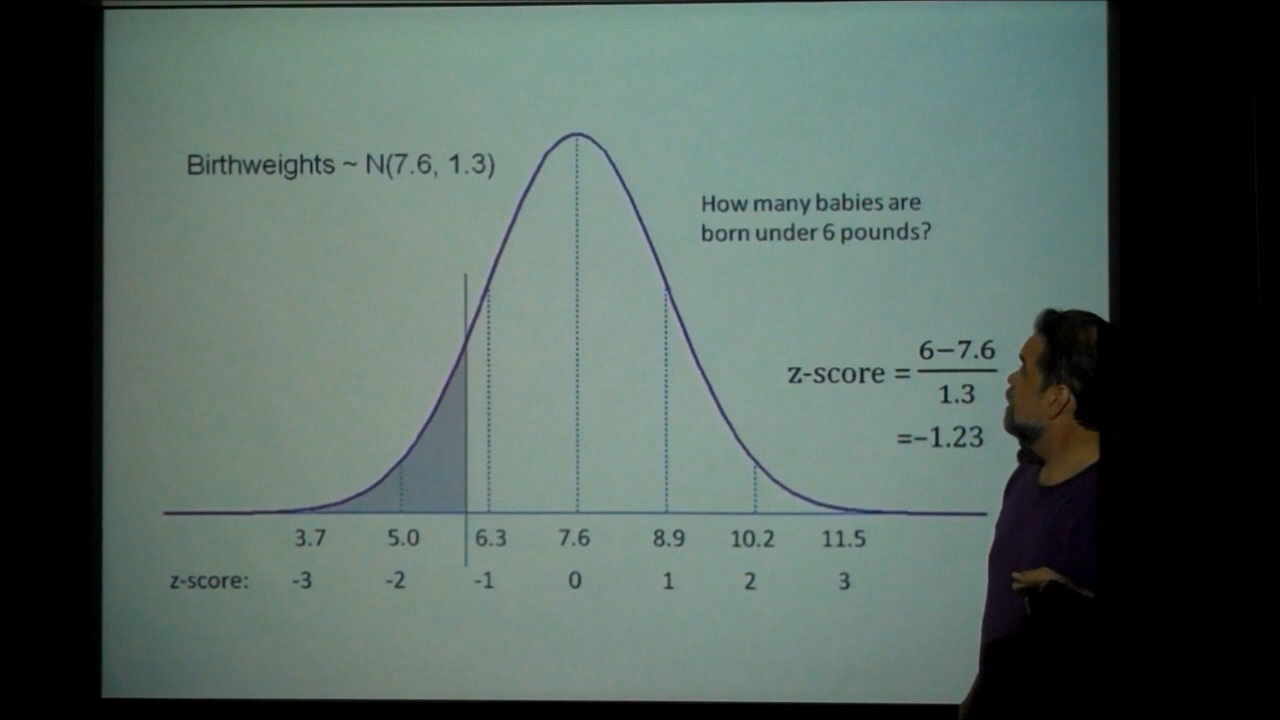 Birthweights ~ N(7.6, 1.3)
How many babies are
born under 6 pounds?
z-score = 6−7.6
1.3
=−1.23
3.7 5.0 6.3 7.6 8.9 10.2 11.5
z-score: -3 -2 -1 0 1 2 3